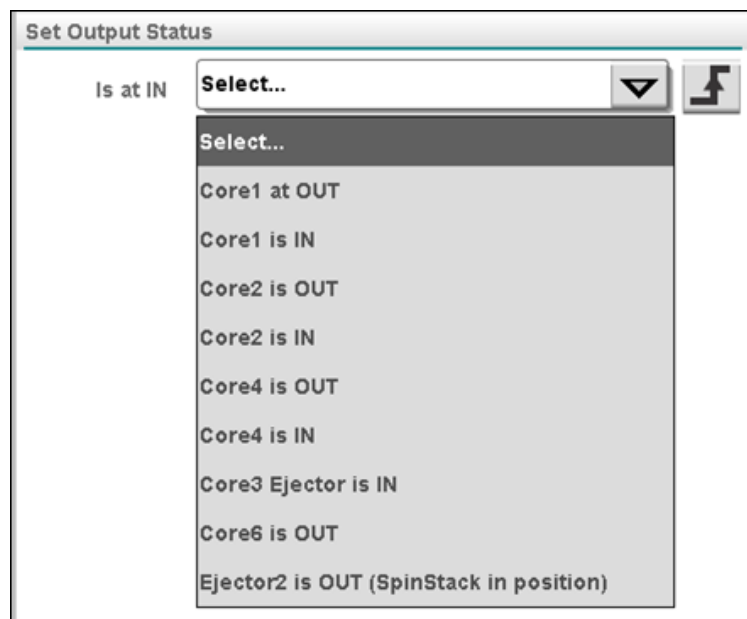 Set Output Status
Is at IN Select...
Select...
Core1 at OUT
Core1 is IN
Core2 is OUT
Core2 is IN
Core4 is OUT
Core4 is IN
Core3 Ejector is IN
Core6 is OUT
Ejector2 is OUT (SpinStack in position)